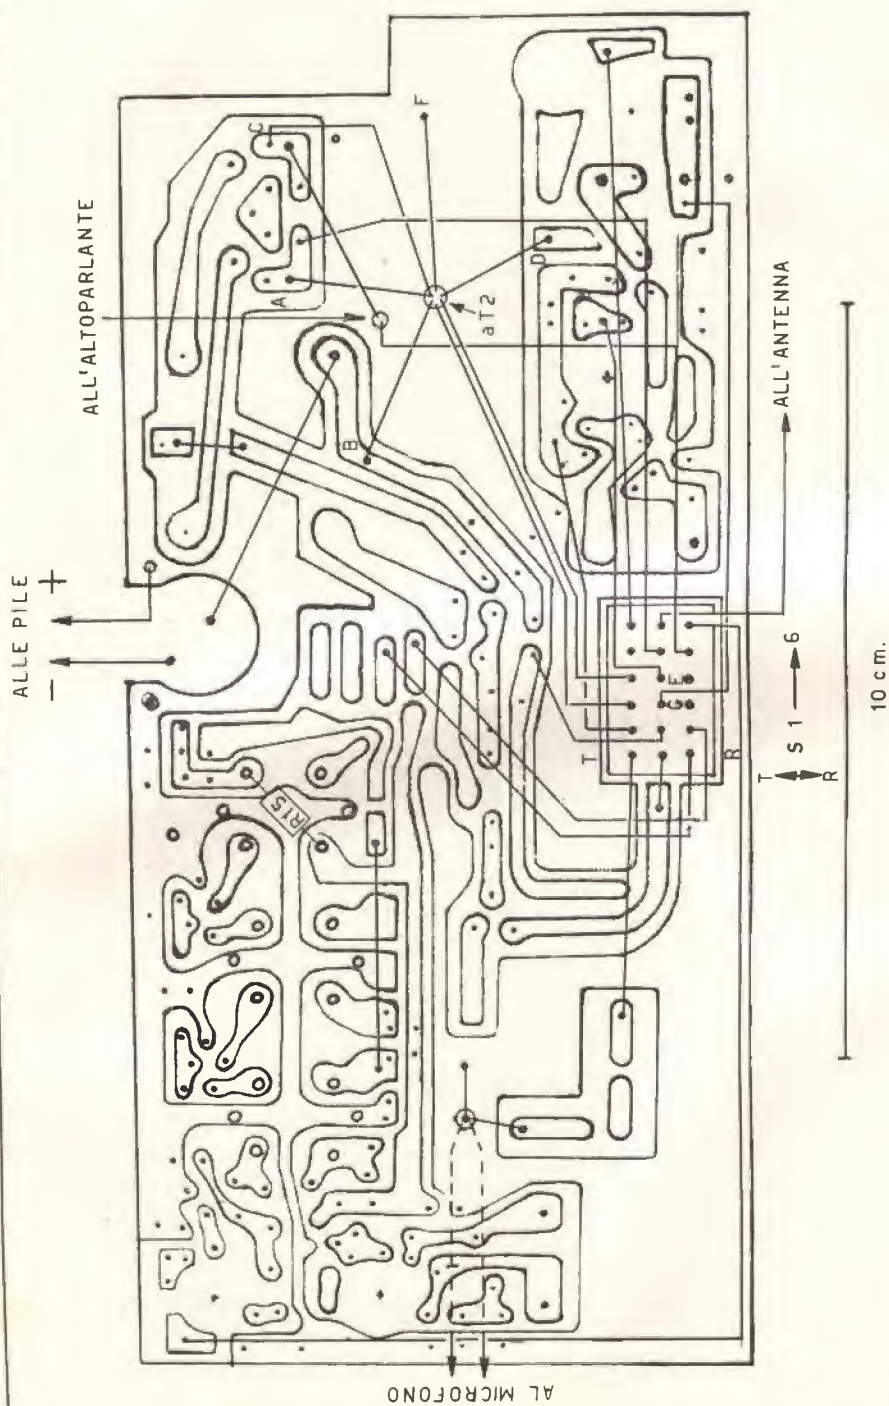 ALLE PILE
− +
ALL'ALTOPARLANTE
C
A
F
B
aT2
D
R15
ALL'ANTENNA
T
G E
R
T
R
S 1 → 6
10 cm.
AL MICROFONO